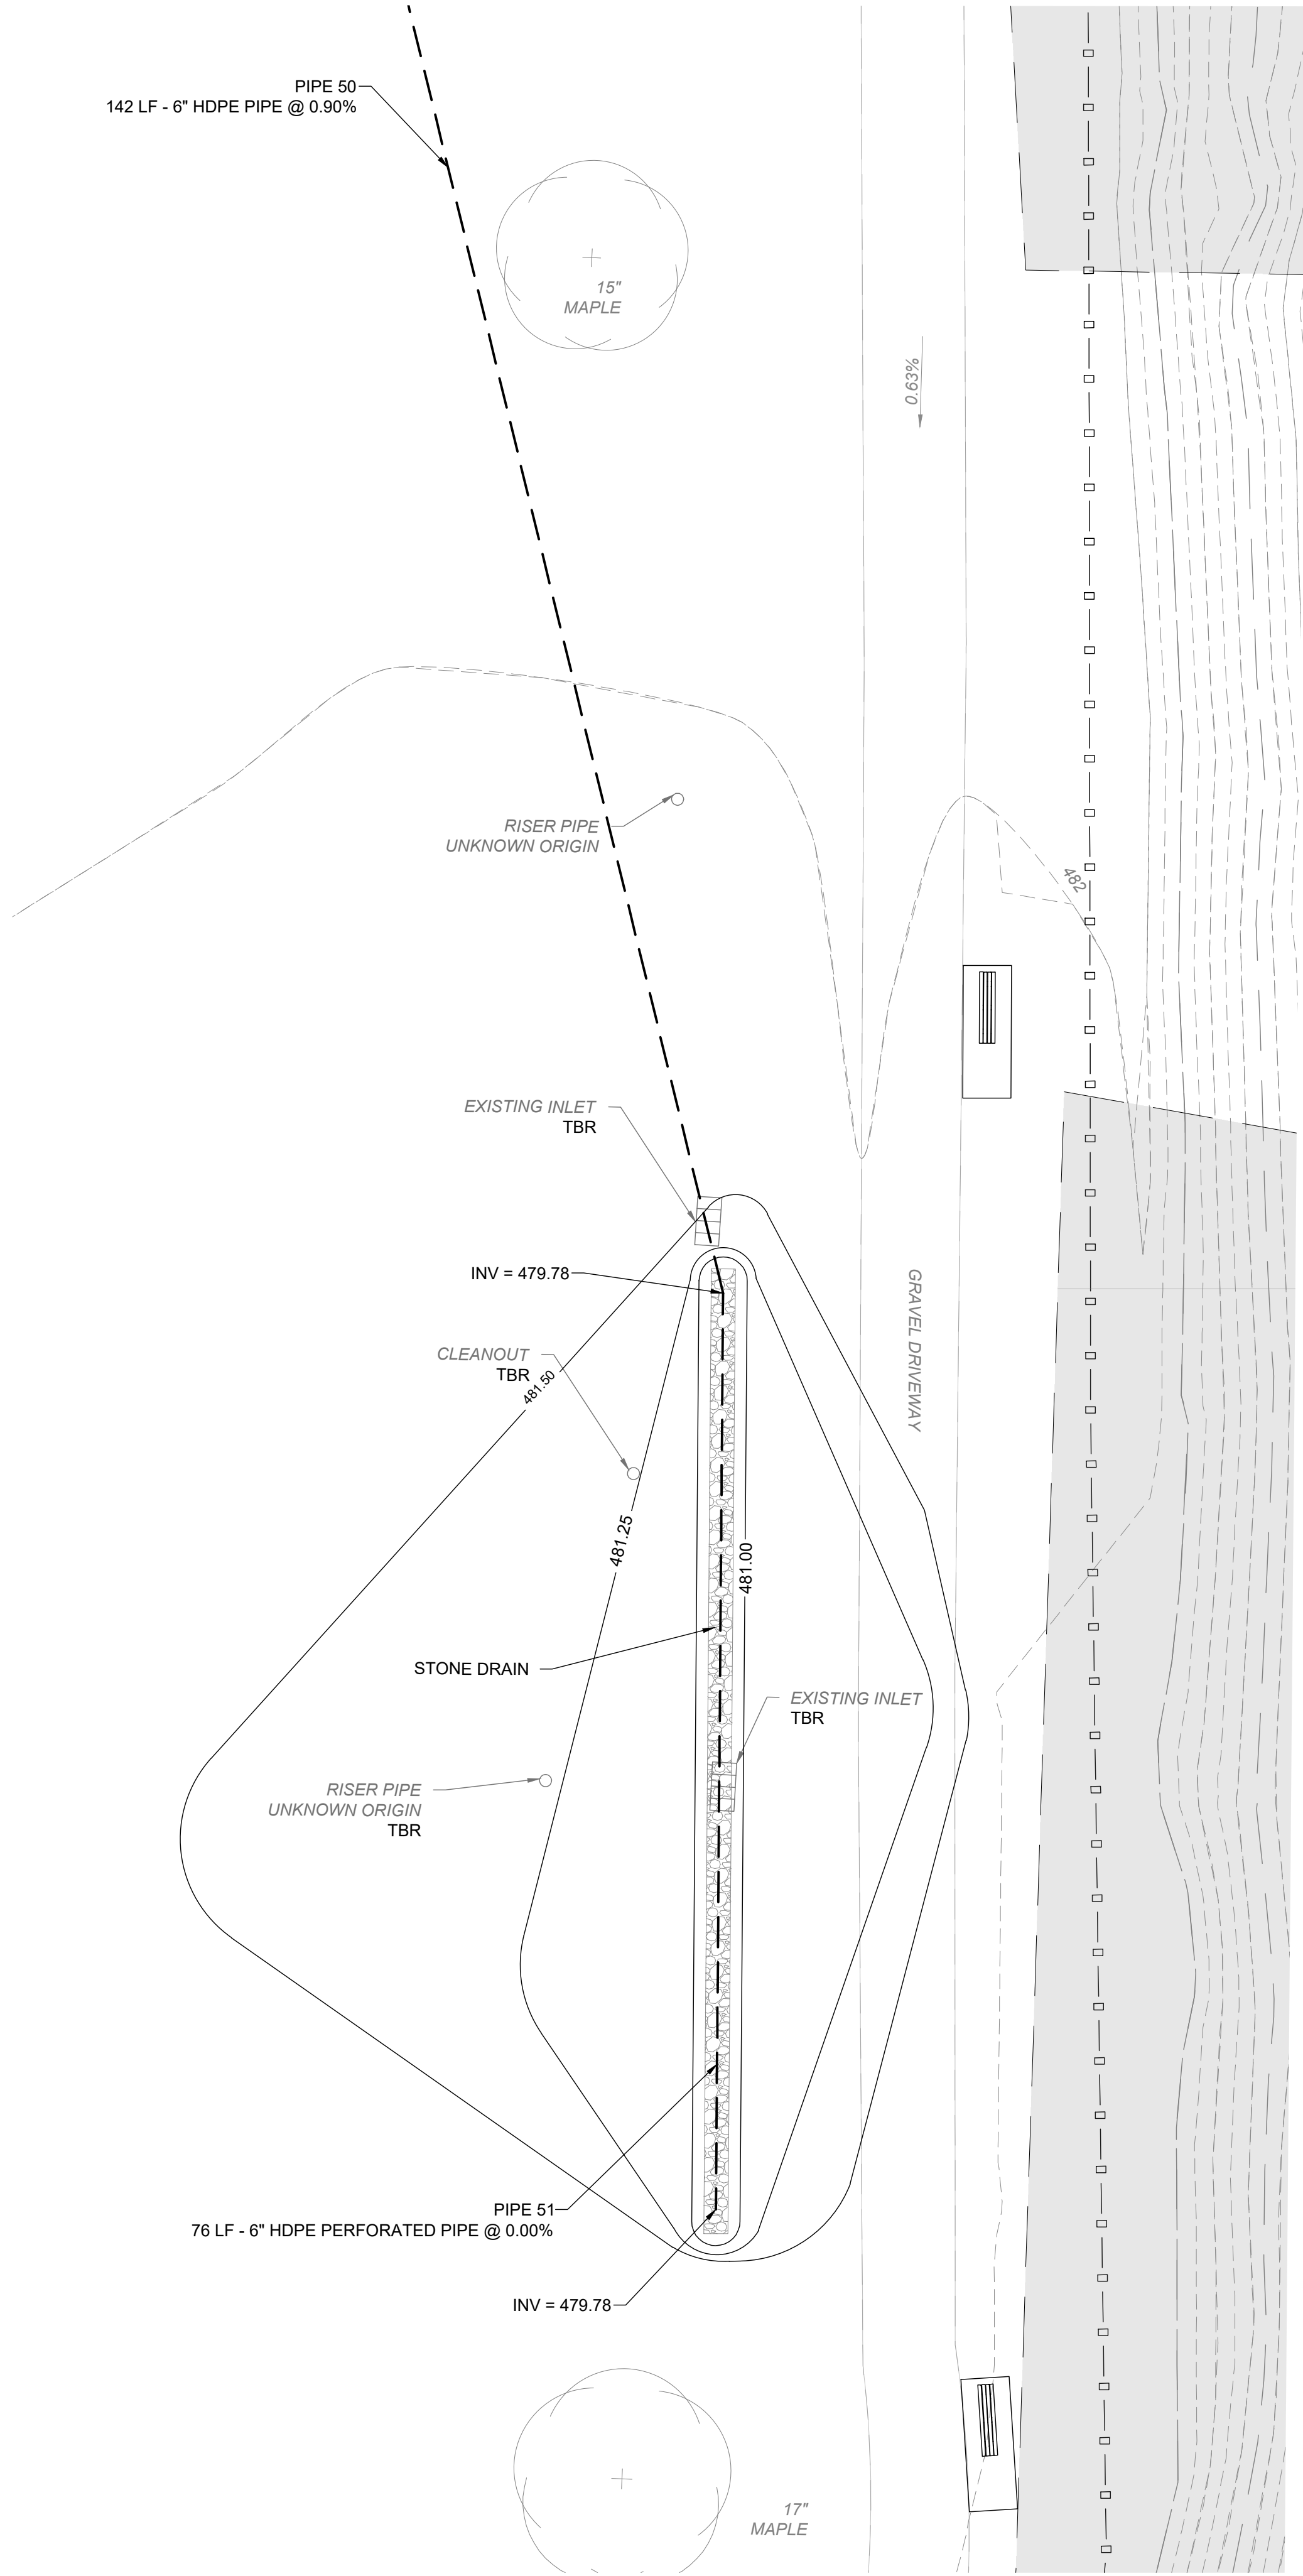 PIPE 50
142 LF - 6" HDPE PIPE @ 0.90%
15"
MAPLE
0.63%
RISER PIPE
UNKNOWN ORIGIN
482
EXISTING INLET
TBR
INV = 479.78
GRAVEL DRIVEWAY
CLEANOUT
TBR
481.50
481.25
481.00
STONE DRAIN
EXISTING INLET
TBR
RISER PIPE
UNKNOWN ORIGIN
TBR
PIPE 51
76 LF - 6" HDPE PERFORATED PIPE @ 0.00%
INV = 479.78
17"
MAPLE